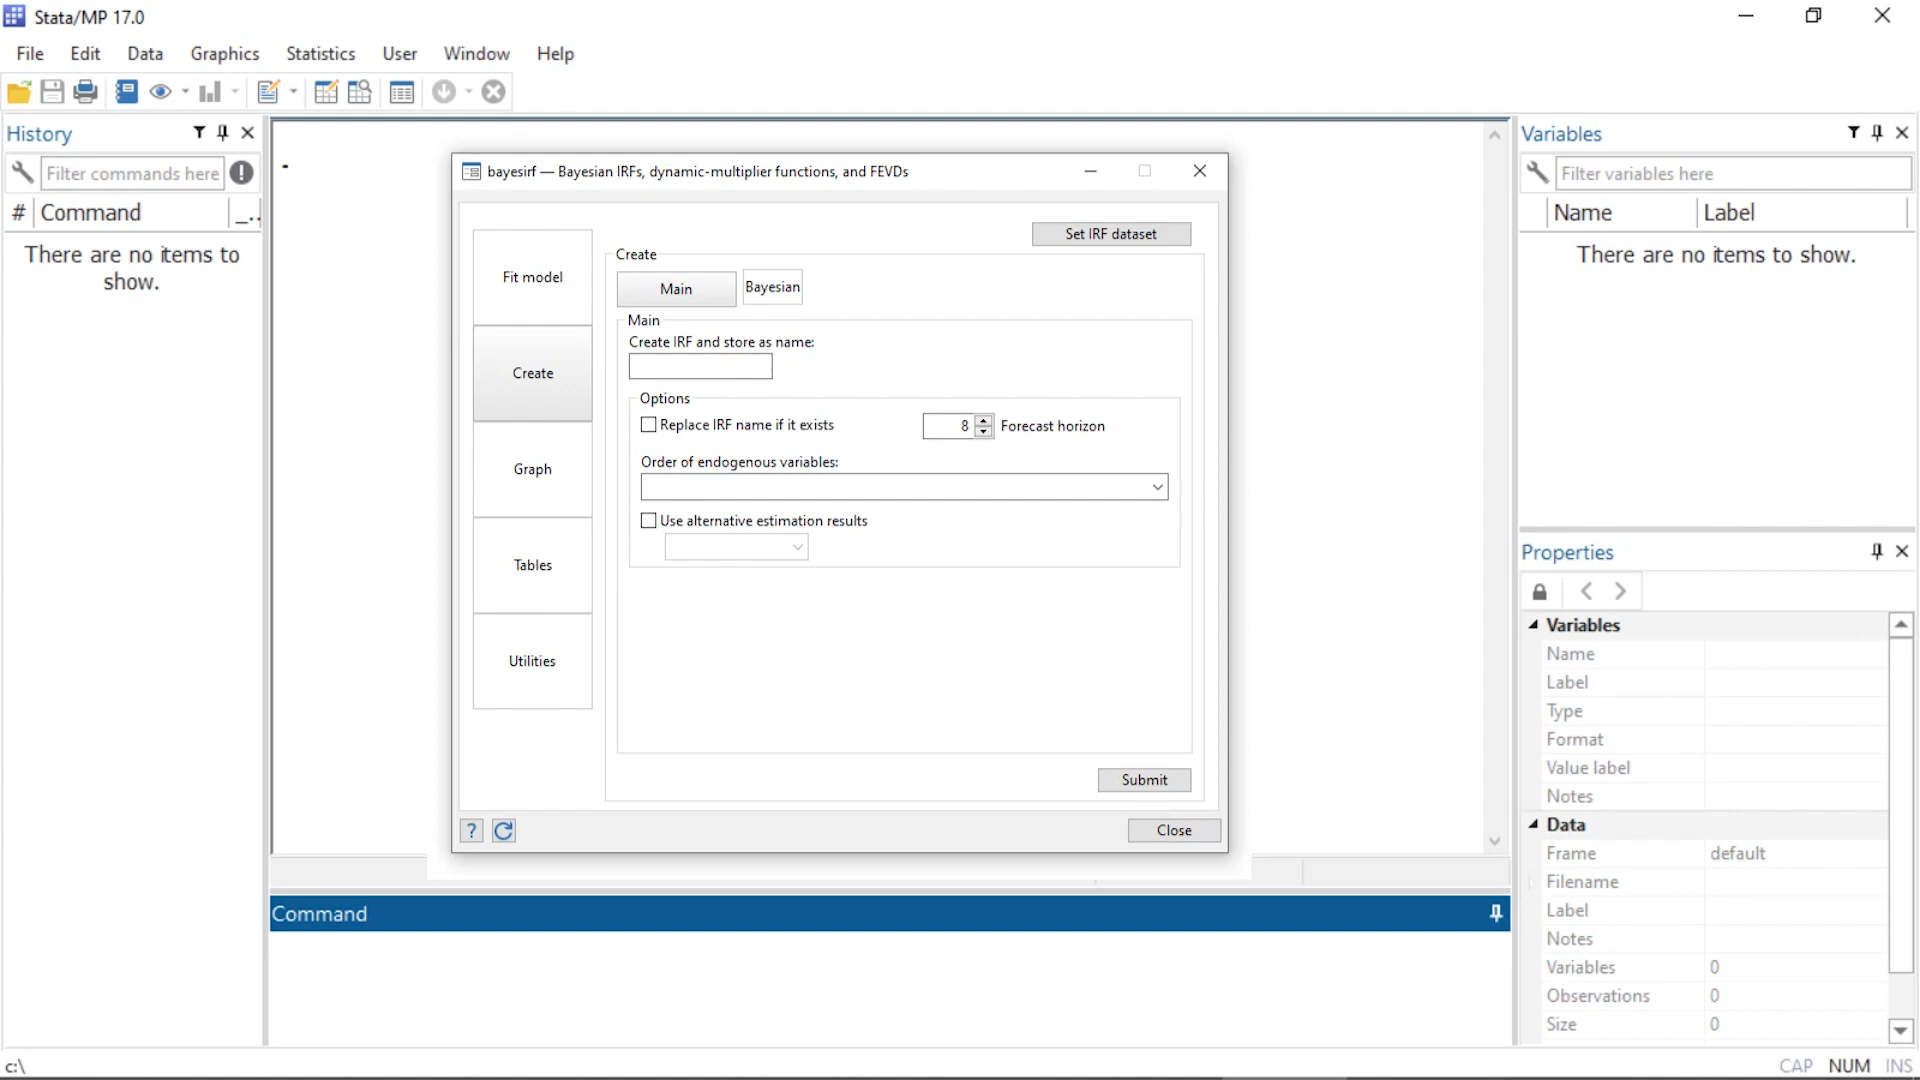 Stata/MP 17.0
File Edit Data Graphics Statistics User Window Help
History
Filter commands here
# Command _..
There are no items to
show.
-
bayesirf — Bayesian IRFs, dynamic-multiplier functions, and FEVDs
Set IRF dataset
Fit model
Create
Graph
Tables
Utilities
Create
Main Bayesian
Main
Create IRF and store as name:
Options
Replace IRF name if it exists 8 Forecast horizon
Order of endogenous variables:
Use alternative estimation results
Submit
? Close
Command
Variables
Filter variables here
Name Label
There are no items to show.
Properties
Variables
Name
Label
Type
Format
Value label
Notes
Data
Frame default
Filename
Label
Notes
Variables 0
Observations 0
Size 0
c:\
CAP NUM INS